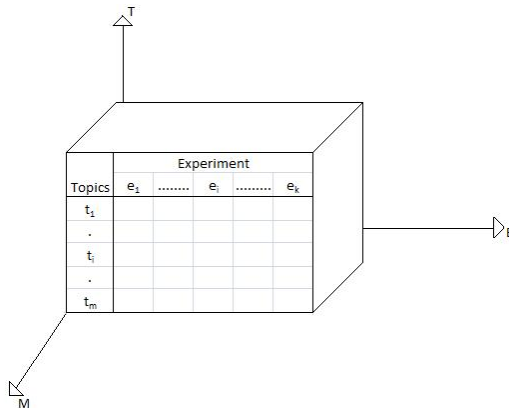 T
Experiment
Topics e₁ ........ eᵢ ......... eₖ
t₁
.
tᵢ
.
tₘ
E
M